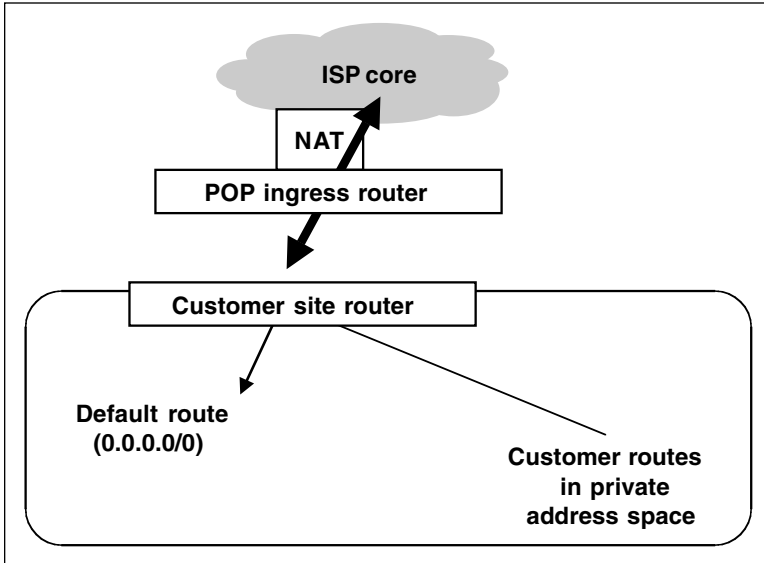 ISP core
NAT
POP ingress router
Customer site router
Default route
(0.0.0.0/0)
Customer routes
in private
address space